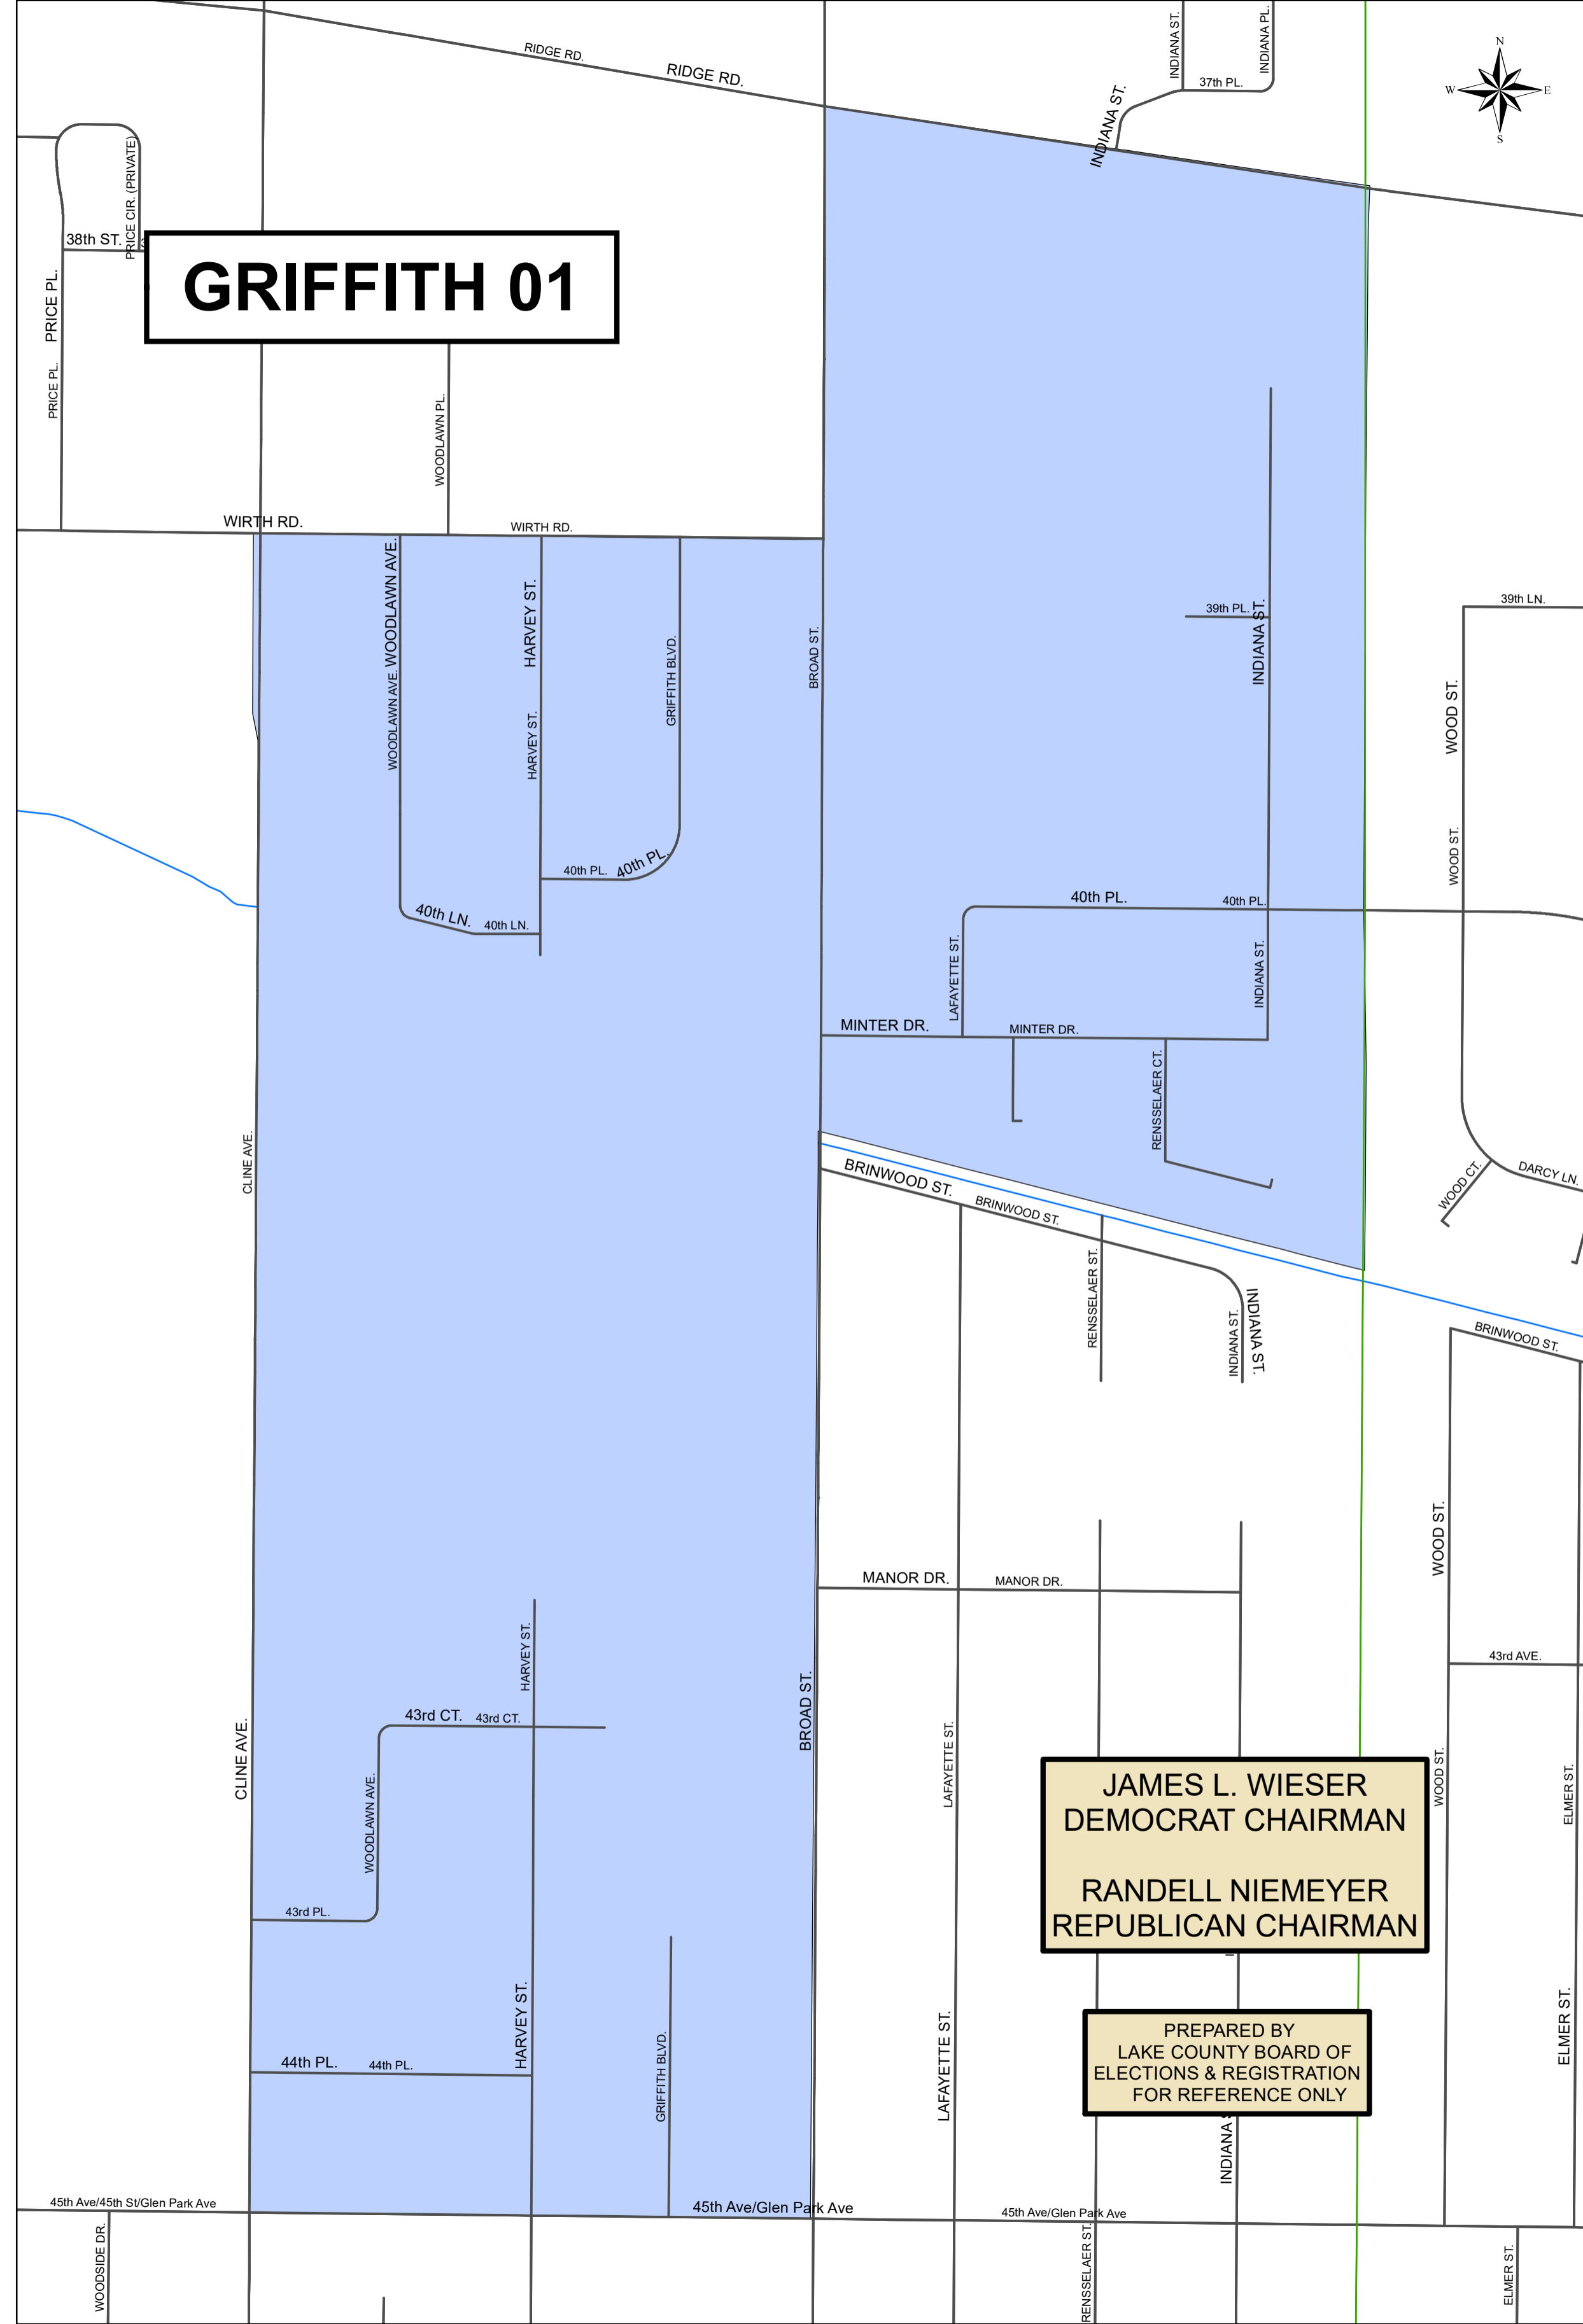 RIDGE RD.
RIDGE RD.
INDIANA ST.
INDIANA PL.
37th PL.
INDIANA ST.
N
W
E
S
PRICE CIR. (PRIVATE)
38th ST.
PRICE PL.
PRICE PL.
GRIFFITH 01
WOODLAWN PL.
WIRTH RD.
WIRTH RD.
WOODLAWN AVE.
WOODLAWN AVE.
HARVEY ST.
HARVEY ST.
GRIFFITH BLVD.
BROAD ST.
39th PL.
INDIANA ST.
39th LN.
WOOD ST.
WOOD ST.
40th PL.
40th PL.
40th LN.
40th LN.
40th PL.
40th PL.
LAFAYETTE ST.
INDIANA ST.
MINTER DR.
MINTER DR.
RENSSELAER CT.
CLINE AVE.
WOOD CT.
DARCY LN.
BRINWOOD ST.
BRINWOOD ST.
RENSSELAER ST.
INDIANA ST.
INDIANA ST.
BRINWOOD ST.
WOOD ST.
MANOR DR.
MANOR DR.
HARVEY ST.
43rd AVE.
BROAD ST.
43rd CT.
43rd CT.
CLINE AVE.
WOODLAWN AVE.
LAFAYETTE ST.
WOOD ST.
ELMER ST.
JAMES L. WIESER
DEMOCRAT CHAIRMAN
RANDELL NIEMEYER
REPUBLICAN CHAIRMAN
43rd PL.
HARVEY ST.
44th PL.
44th PL.
GRIFFITH BLVD.
LAFAYETTE ST.
ELMER ST.
PREPARED BY
LAKE COUNTY BOARD OF
ELECTIONS & REGISTRATION
FOR REFERENCE ONLY
INDIANA S
45th Ave/45th St/Glen Park Ave
45th Ave/Glen Park Ave
45th Ave/Glen Park Ave
WOODSIDE DR.
RENSSELAER ST.
ELMER ST.